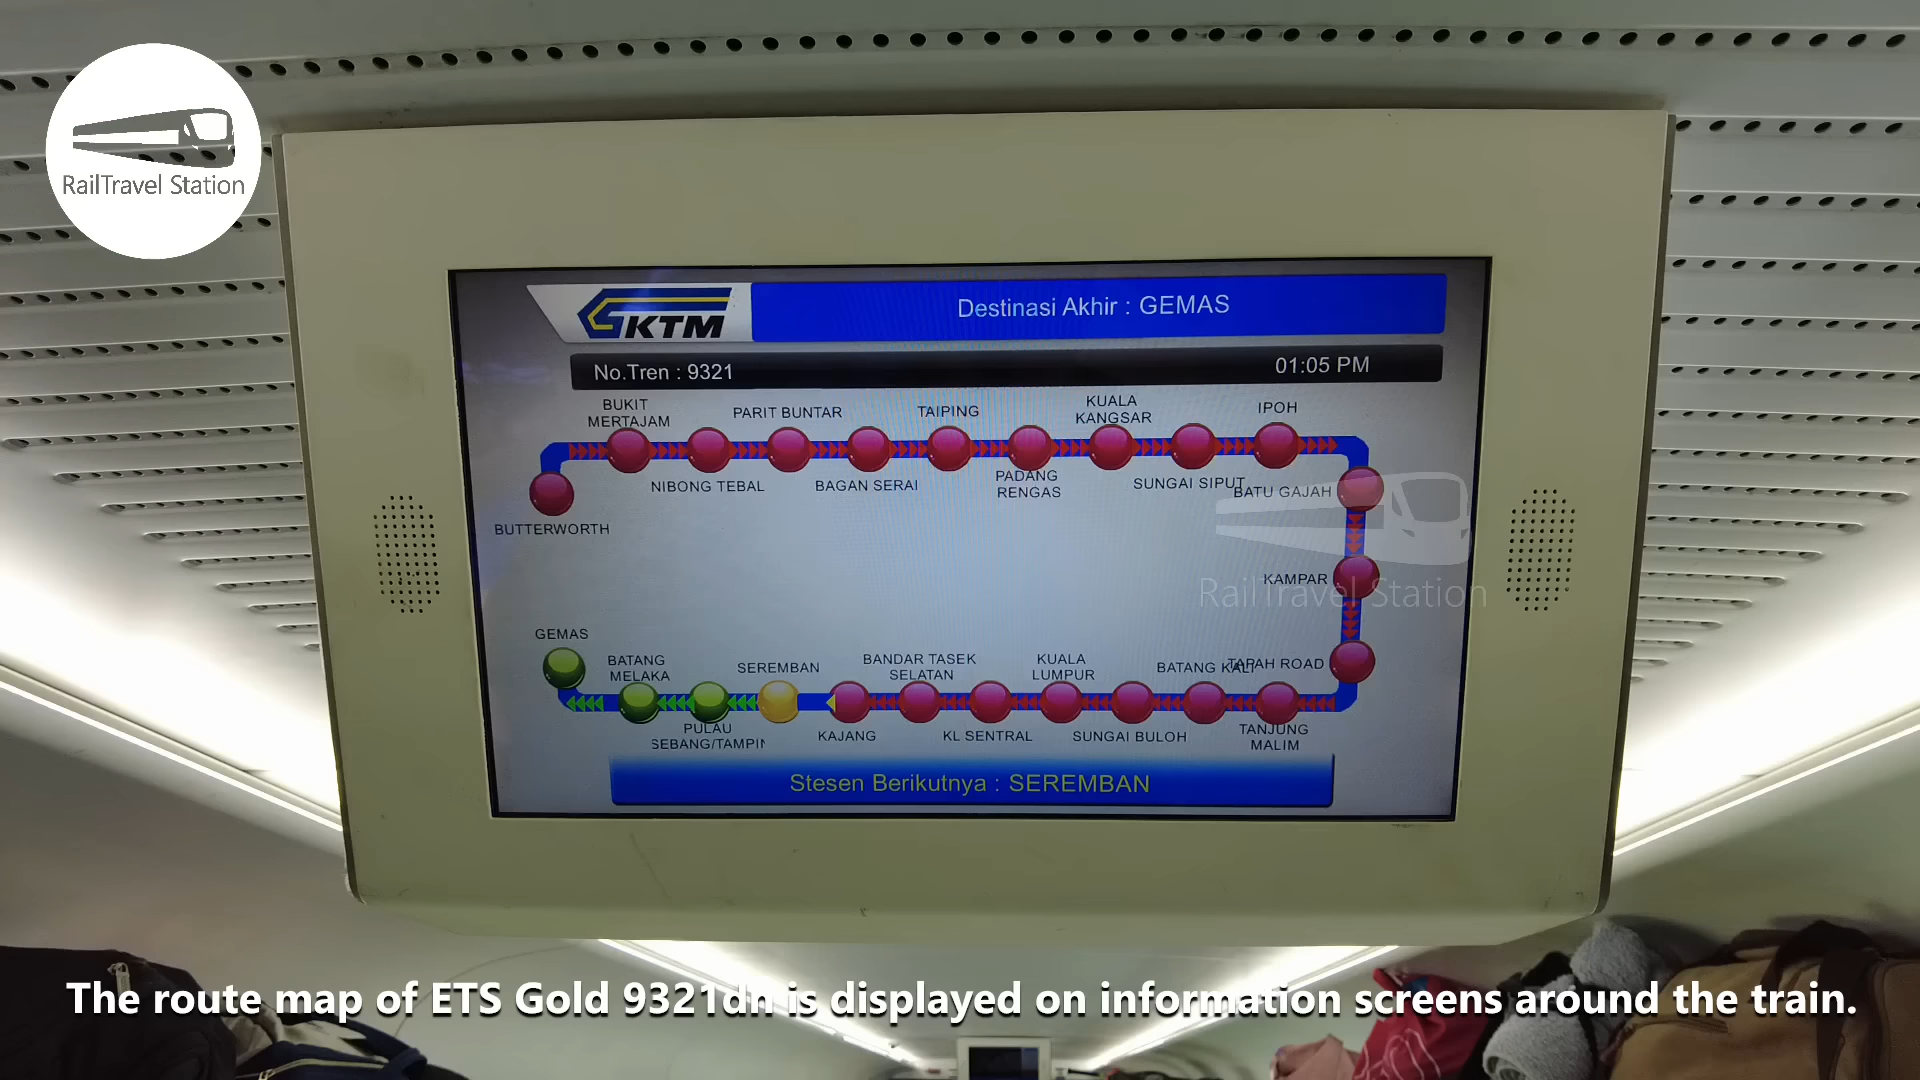 RailTravel Station
KTM
Destinasi Akhir : GEMAS
No.Tren : 9321
01:05 PM
BUKIT
MERTAJAM
PARIT BUNTAR
TAIPING
KUALA
KANGSAR
IPOH
NIBONG TEBAL
BAGAN SERAI
PADANG
RENGAS
SUNGAI SIPUT
BATU GAJAH
BUTTERWORTH
KAMPAR
RailTravel Station
GEMAS
BATANG
MELAKA
SEREMBAN
BANDAR TASEK
SELATAN
KUALA
LUMPUR
BATANG KALI
TAPAH ROAD
PULAU
SEBANG/TAMPIN
KAJANG
KL SENTRAL
SUNGAI BULOH
TANJUNG
MALIM
Stesen Berikutnya : SEREMBAN
The route map of ETS Gold 9321dn is displayed on information screens around the train.